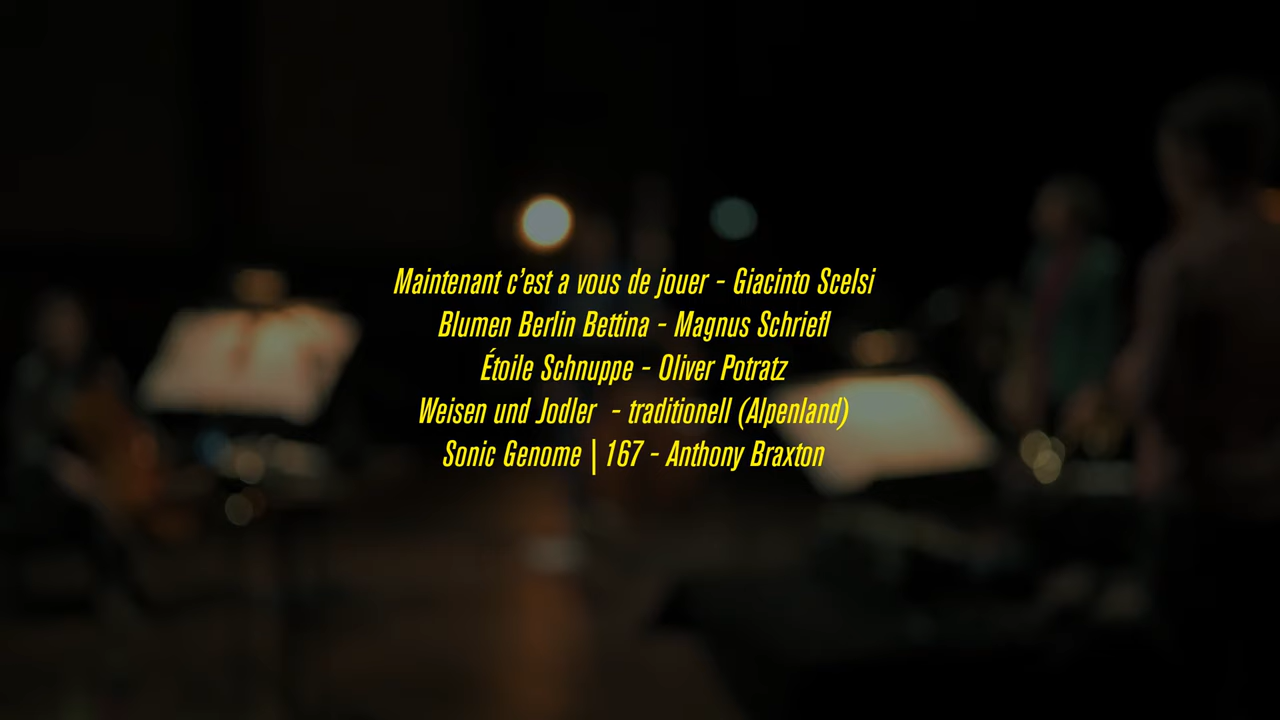 Maintenant c'est a vous de jouer - Giacinto Scelsi
Blumen Berlin Bettina - Magnus Schriefl
Étoile Schnuppe - Oliver Potratz
Weisen und Jodler - traditionell (Alpenland)
Sonic Genome | 167 - Anthony Braxton